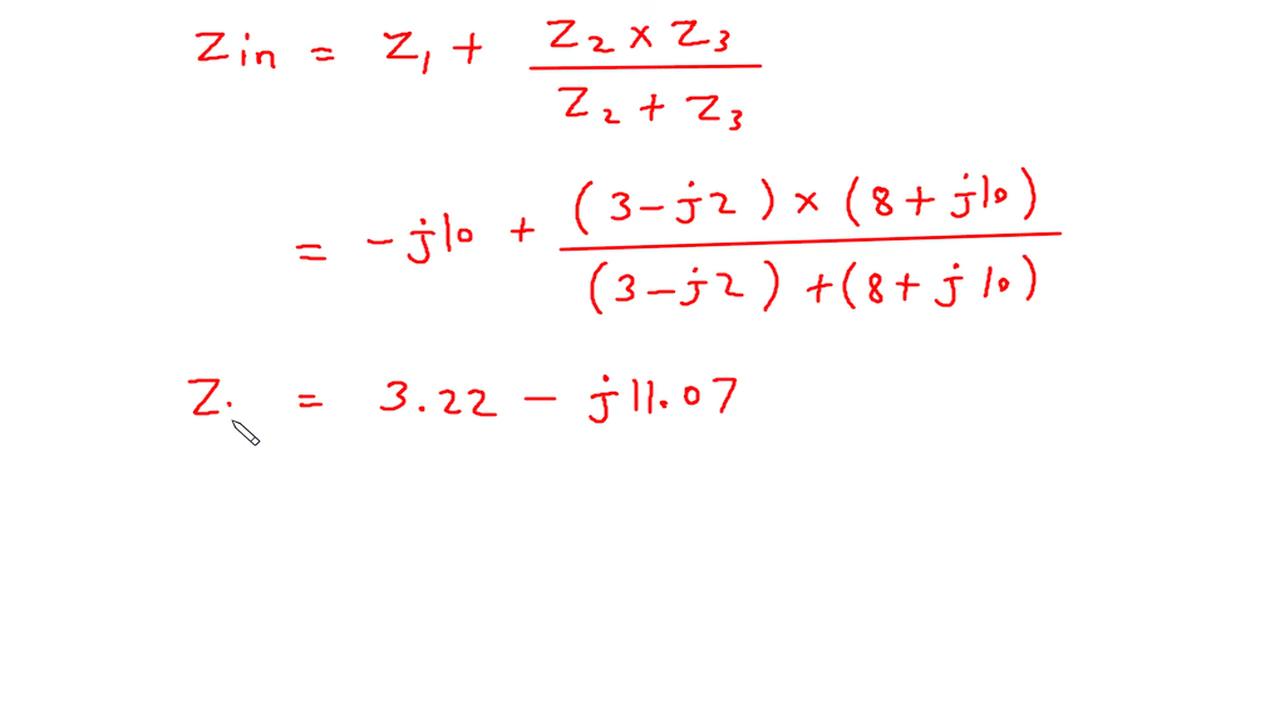 Zin = Z₁ + (Z₂ × Z₃) / (Z₂ + Z₃)
= -j10 + ((3-j2) × (8+j10)) / ((3-j2) + (8+j10))
Z. = 3.22 - j11.07